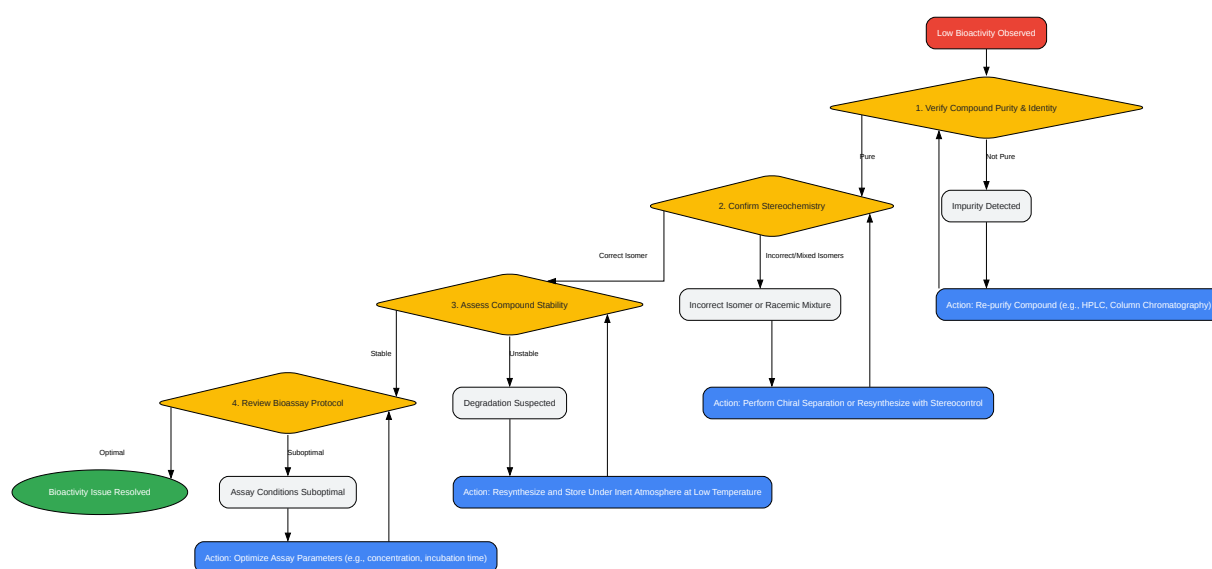 Low Bioactivity Observed
1. Verify Compound Purity & Identity
Pure
Not Pure
2. Confirm Stereochemistry
Impurity Detected
Correct Isomer
Incorrect/Mixed Isomers
3. Assess Compound Stability
Incorrect Isomer or Racemic Mixture
Action: Re-purify Compound (e.g., HPLC, Column Chromatography)
Stable
Unstable
4. Review Bioassay Protocol
Degradation Suspected
Action: Perform Chiral Separation or Resynthesize with Stereocontrol
Optimal
Suboptimal
Bioactivity Issue Resolved
Assay Conditions Suboptimal
Action: Resynthesize and Store Under Inert Atmosphere at Low Temperature
Action: Optimize Assay Parameters (e.g., concentration, incubation time)